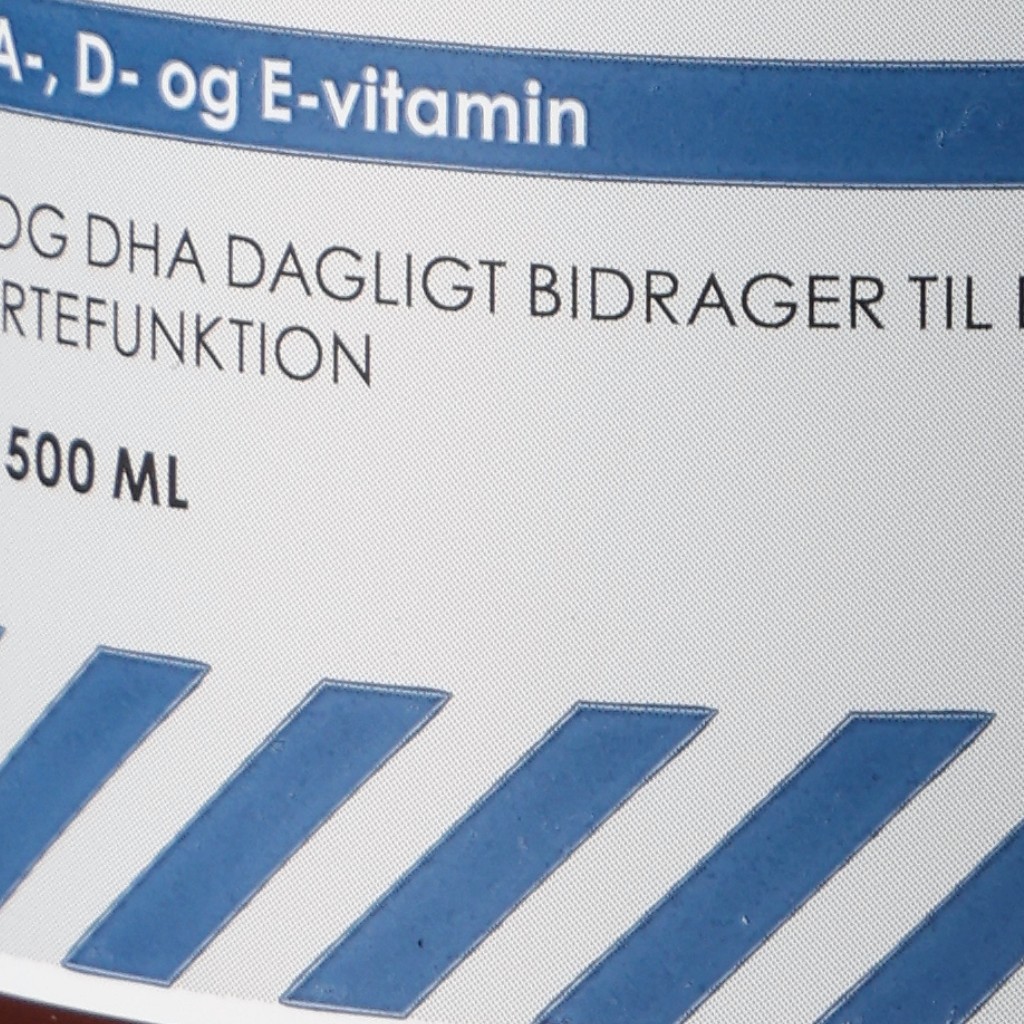 A-, D- og E-vitamin
OG DHA DAGLIGT BIDRAGER TIL
RTEFUNKTION
500 ML